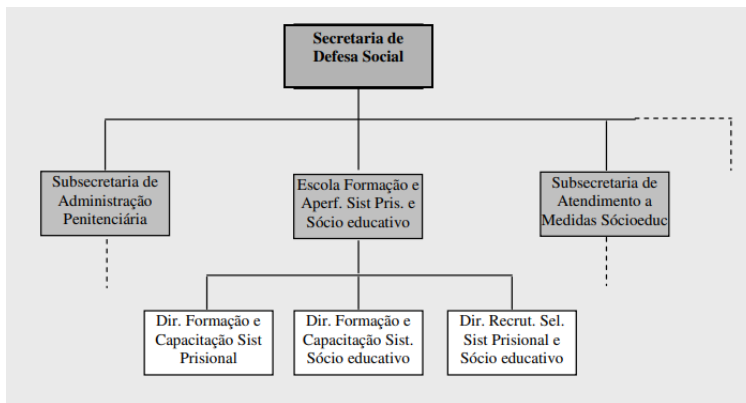 Secretaria de
Defesa Social
Subsecretaria de
Administração
Penitenciária
Escola Formação e
Aperf. Sist Pris. e
Sócio educativo
Subsecretaria de
Atendimento a
Medidas Sócioeduc
Dir. Formação e
Capacitação Sist
Prisional
Dir. Formação e
Capacitação Sist.
Sócio educativo
Dir. Recrut. Sel.
Sist Prisional e
Sócio educativo